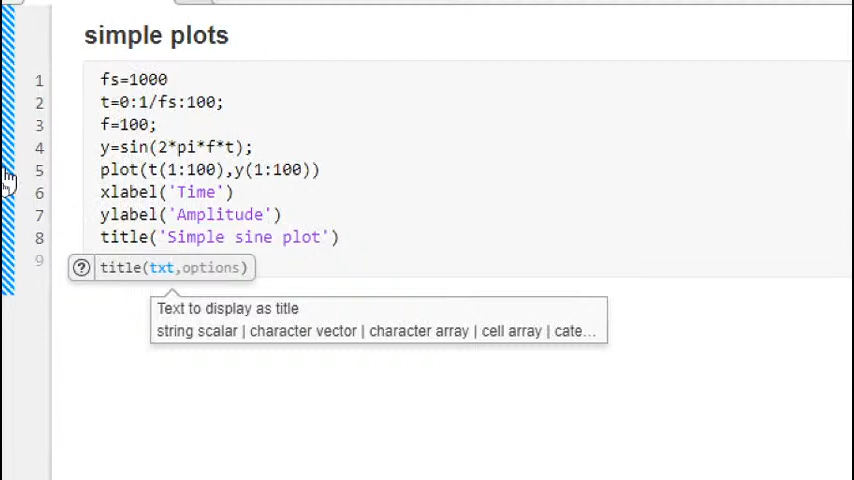 simple plots
1 fs=1000
2 t=0:1/fs:100;
3 f=100;
4 y=sin(2*pi*f*t);
5 plot(t(1:100),y(1:100))
6 xlabel('Time')
7 ylabel('Amplitude')
8 title('Simple sine plot')
9
? title(txt,options)
Text to display as title
string scalar | character vector | character array | cell array | cate...